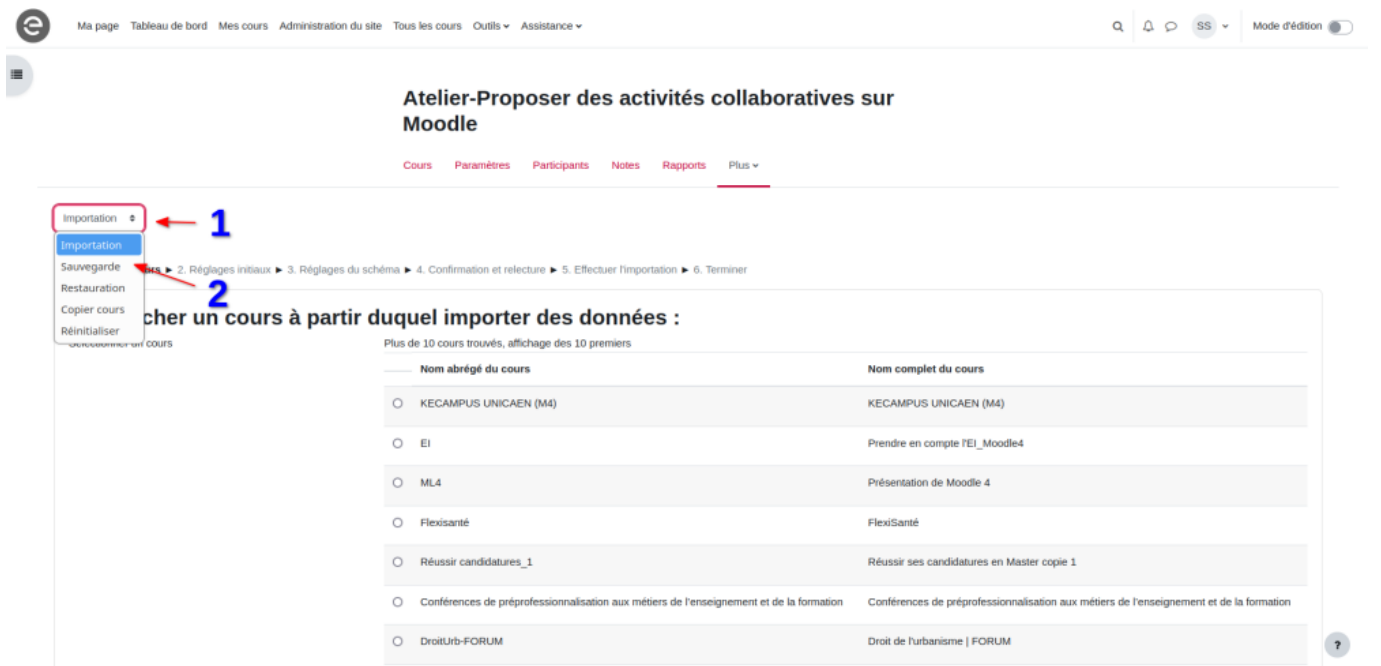 Ma page Tableau de bord Mes cours Administration du site Tous les cours Outils Assistance SS Mode d'édition
Atelier-Proposer des activités collaboratives sur
Moodle
Cours Paramètres Participants Notes Rapports Plus
Importation 1
Importation
Sauvegarde
2. Réglages initiaux ► 3. Réglages du schéma ► 4. Confirmation et relecture ► 5. Effectuer l'importation ► 6. Terminer
Restauration 2
Copier cours
cher un cours à partir duquel importer des données :
Réinitialiser
cours Plus de 10 cours trouvés, affichage des 10 premiers
Nom abrégé du cours Nom complet du cours
KECAMPUS UNICAEN (M4) KECAMPUS UNICAEN (M4)
EI Prendre en compte l'EI_Moodle4
ML4 Présentation de Moodle 4
Flexisanté FlexiSanté
Réussir candidatures_1 Réussir ses candidatures en Master copie 1
Conférences de préprofessionnalisation aux métiers de l'enseignement et de la formation Conférences de préprofessionnalisation aux métiers de l'enseignement et de la formation
DroitUrb-FORUM Droit de l'urbanisme | FORUM
?